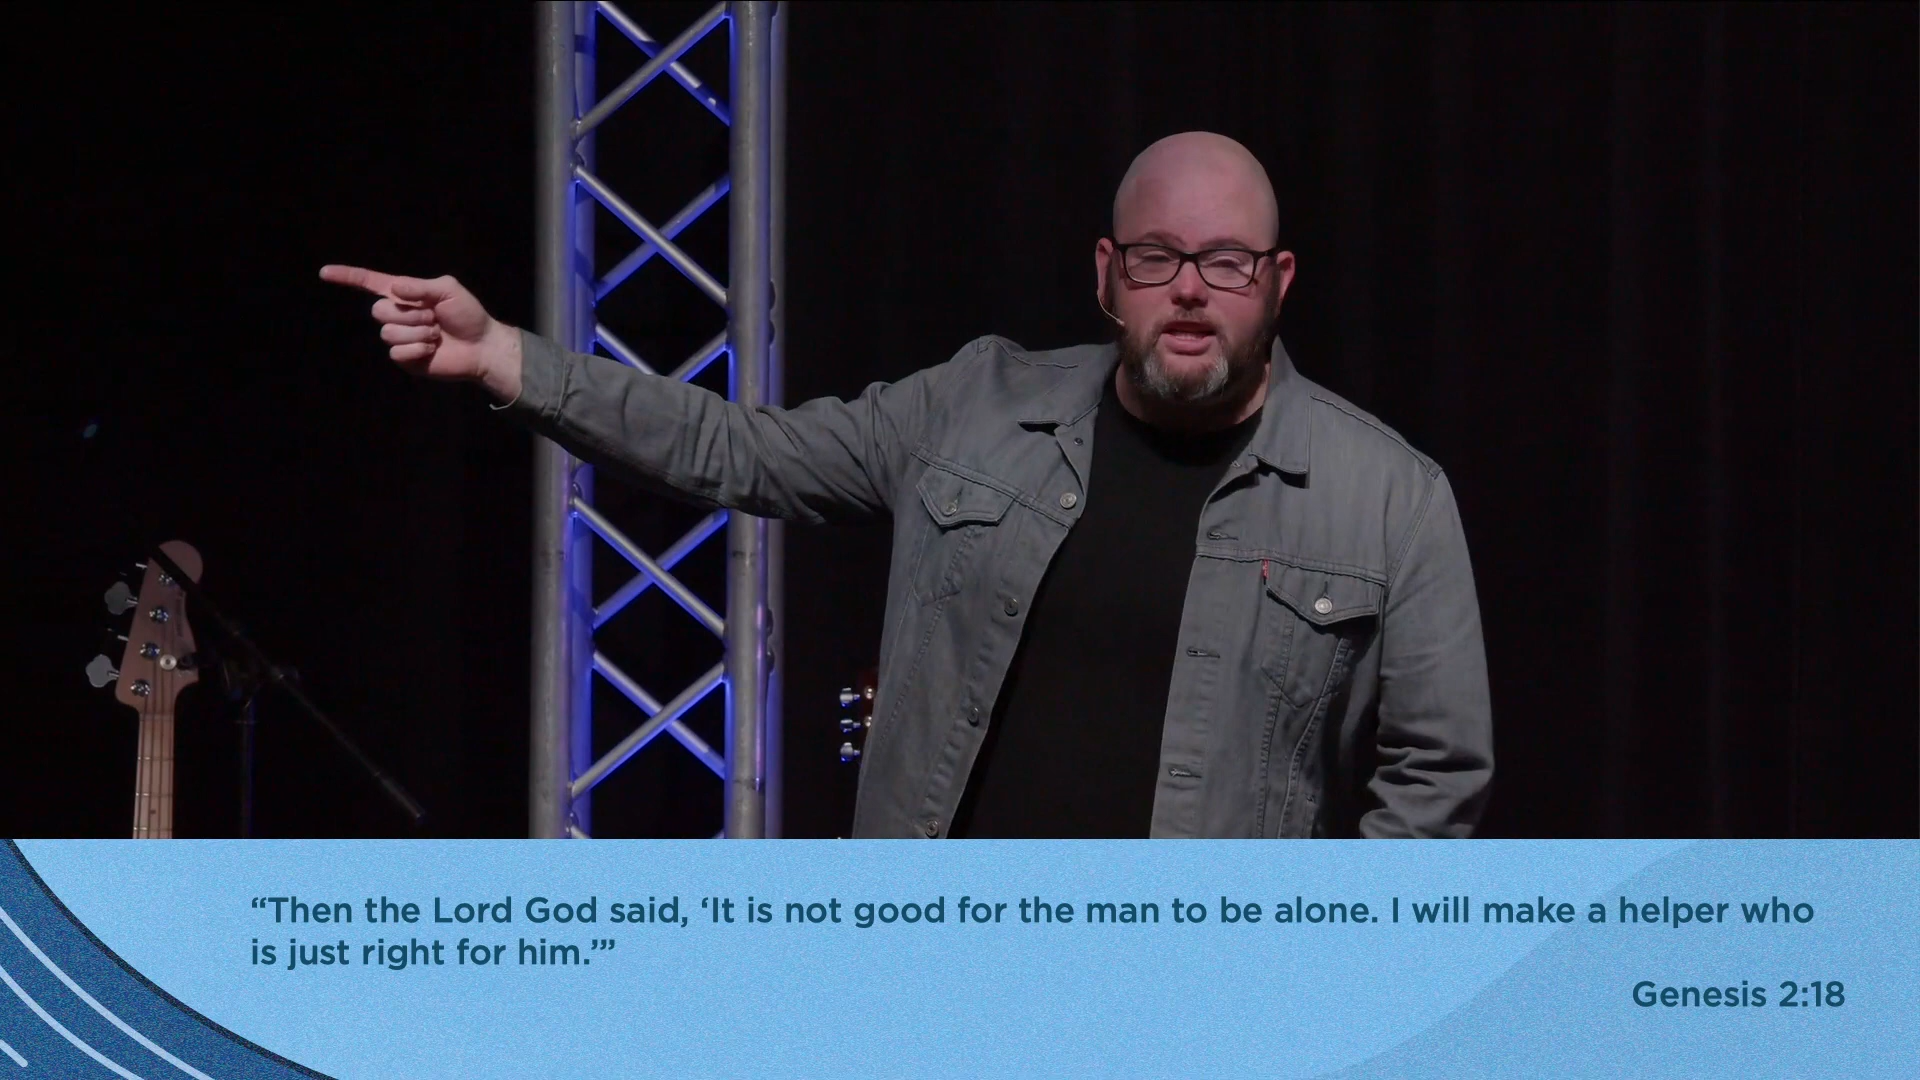 “Then the Lord God said, ‘It is not good for the man to be alone. I will make a helper who
is just right for him.’”
Genesis 2:18